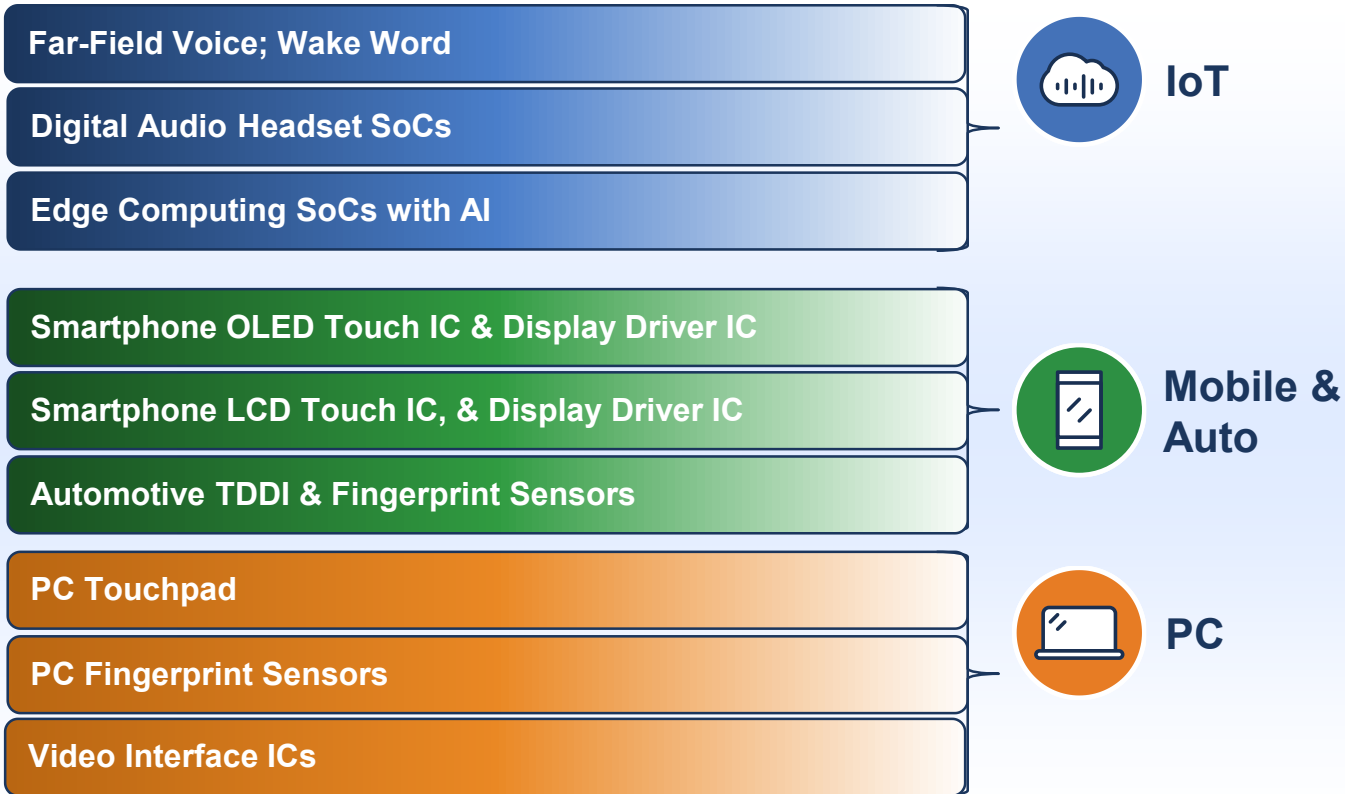 Far-Field Voice; Wake Word
Digital Audio Headset SoCs
Edge Computing SoCs with AI
IoT
Smartphone OLED Touch IC & Display Driver IC
Smartphone LCD Touch IC, & Display Driver IC
Automotive TDDI & Fingerprint Sensors
Mobile &
Auto
PC Touchpad
PC Fingerprint Sensors
Video Interface ICs
PC